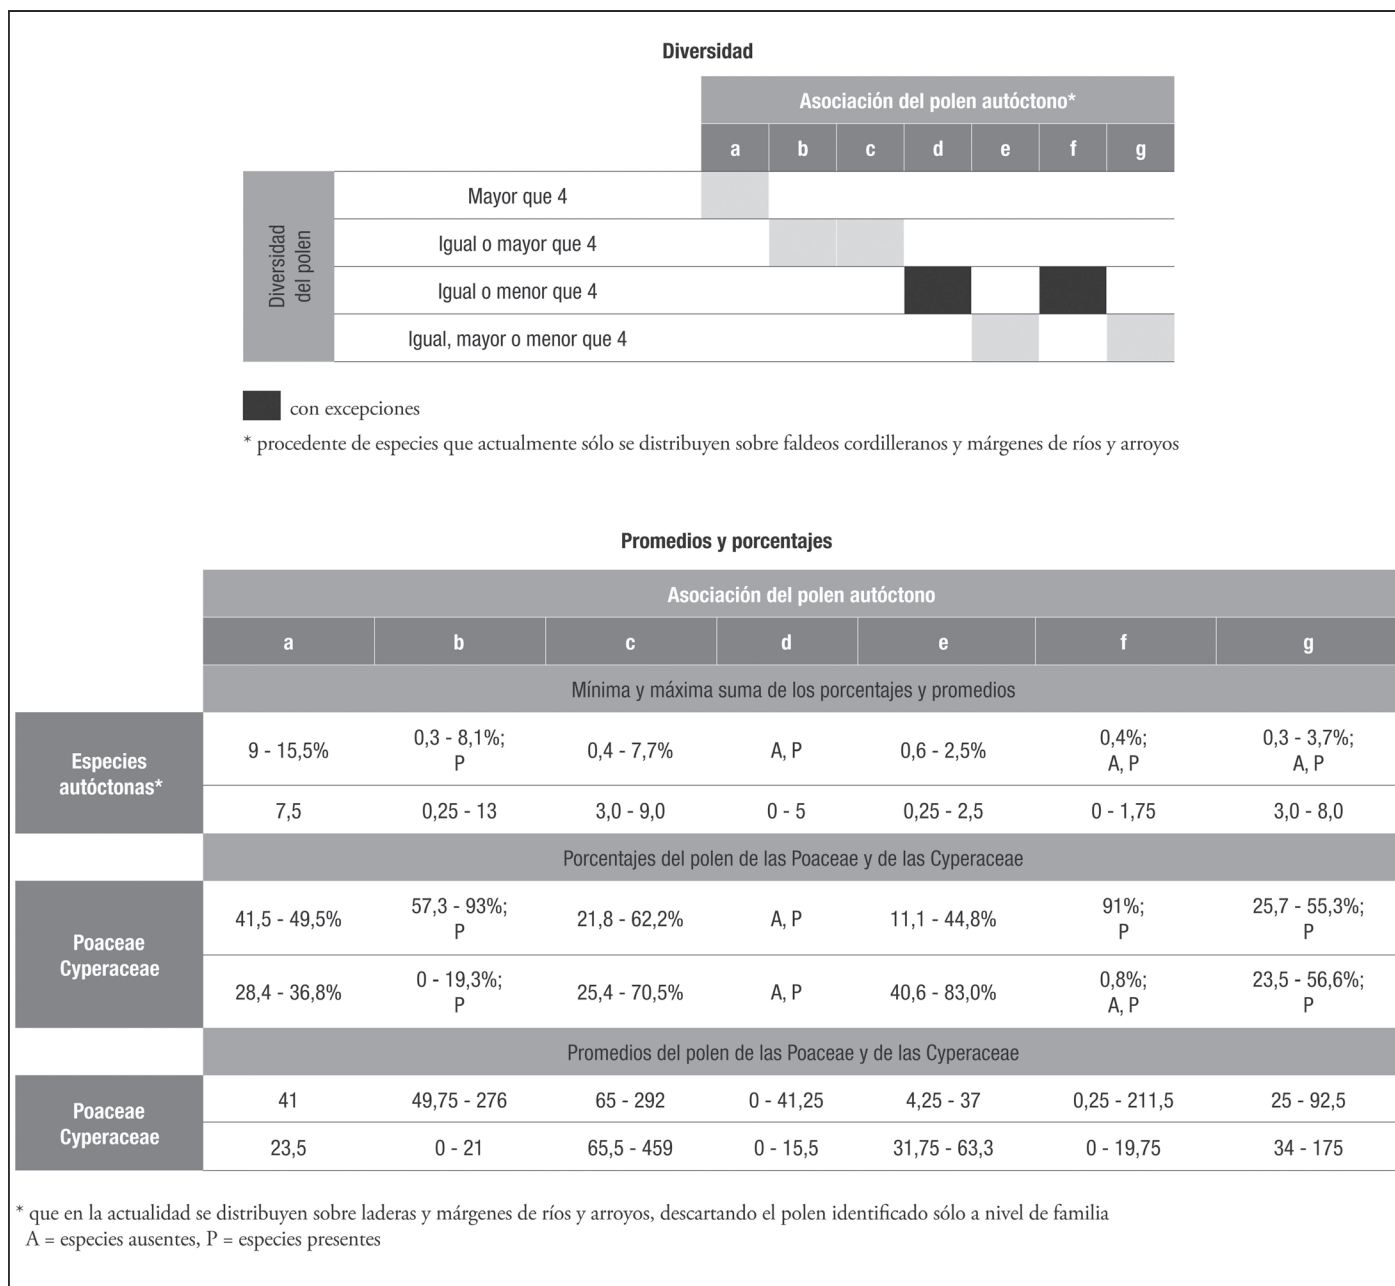 Diversidad
Asociación del polen autóctono*
a b c d e f g
Diversidad
del polen
Mayor que 4
Igual o mayor que 4
Igual o menor que 4
Igual, mayor o menor que 4
con excepciones
* procedente de especies que actualmente sólo se distribuyen sobre faldeos cordilleranos y márgenes de ríos y arroyos
Promedios y porcentajes
Asociación del polen autóctono
a b c d e f g
Mínima y máxima suma de los porcentajes y promedios
Especies
autóctonas*
9 - 15,5% 0,3 - 8,1%; P 0,4 - 7,7% A, P 0,6 - 2,5% 0,4%; A, P 0,3 - 3,7%; A, P
7,5 0,25 - 13 3,0 - 9,0 0 - 5 0,25 - 2,5 0 - 1,75 3,0 - 8,0
Porcentajes del polen de las Poaceae y de las Cyperaceae
Poaceae
Cyperaceae
41,5 - 49,5% 57,3 - 93%; P 21,8 - 62,2% A, P 11,1 - 44,8% 91%; P 25,7 - 55,3%; P
28,4 - 36,8% 0 - 19,3%; P 25,4 - 70,5% A, P 40,6 - 83,0% 0,8%; A, P 23,5 - 56,6%; P
Promedios del polen de las Poaceae y de las Cyperaceae
Poaceae
Cyperaceae
41 49,75 - 276 65 - 292 0 - 41,25 4,25 - 37 0,25 - 211,5 25 - 92,5
23,5 0 - 21 65,5 - 459 0 - 15,5 31,75 - 63,3 0 - 19,75 34 - 175
* que en la actualidad se distribuyen sobre laderas y márgenes de ríos y arroyos, descartando el polen identificado sólo a nivel de familia
A = especies ausentes, P = especies presentes